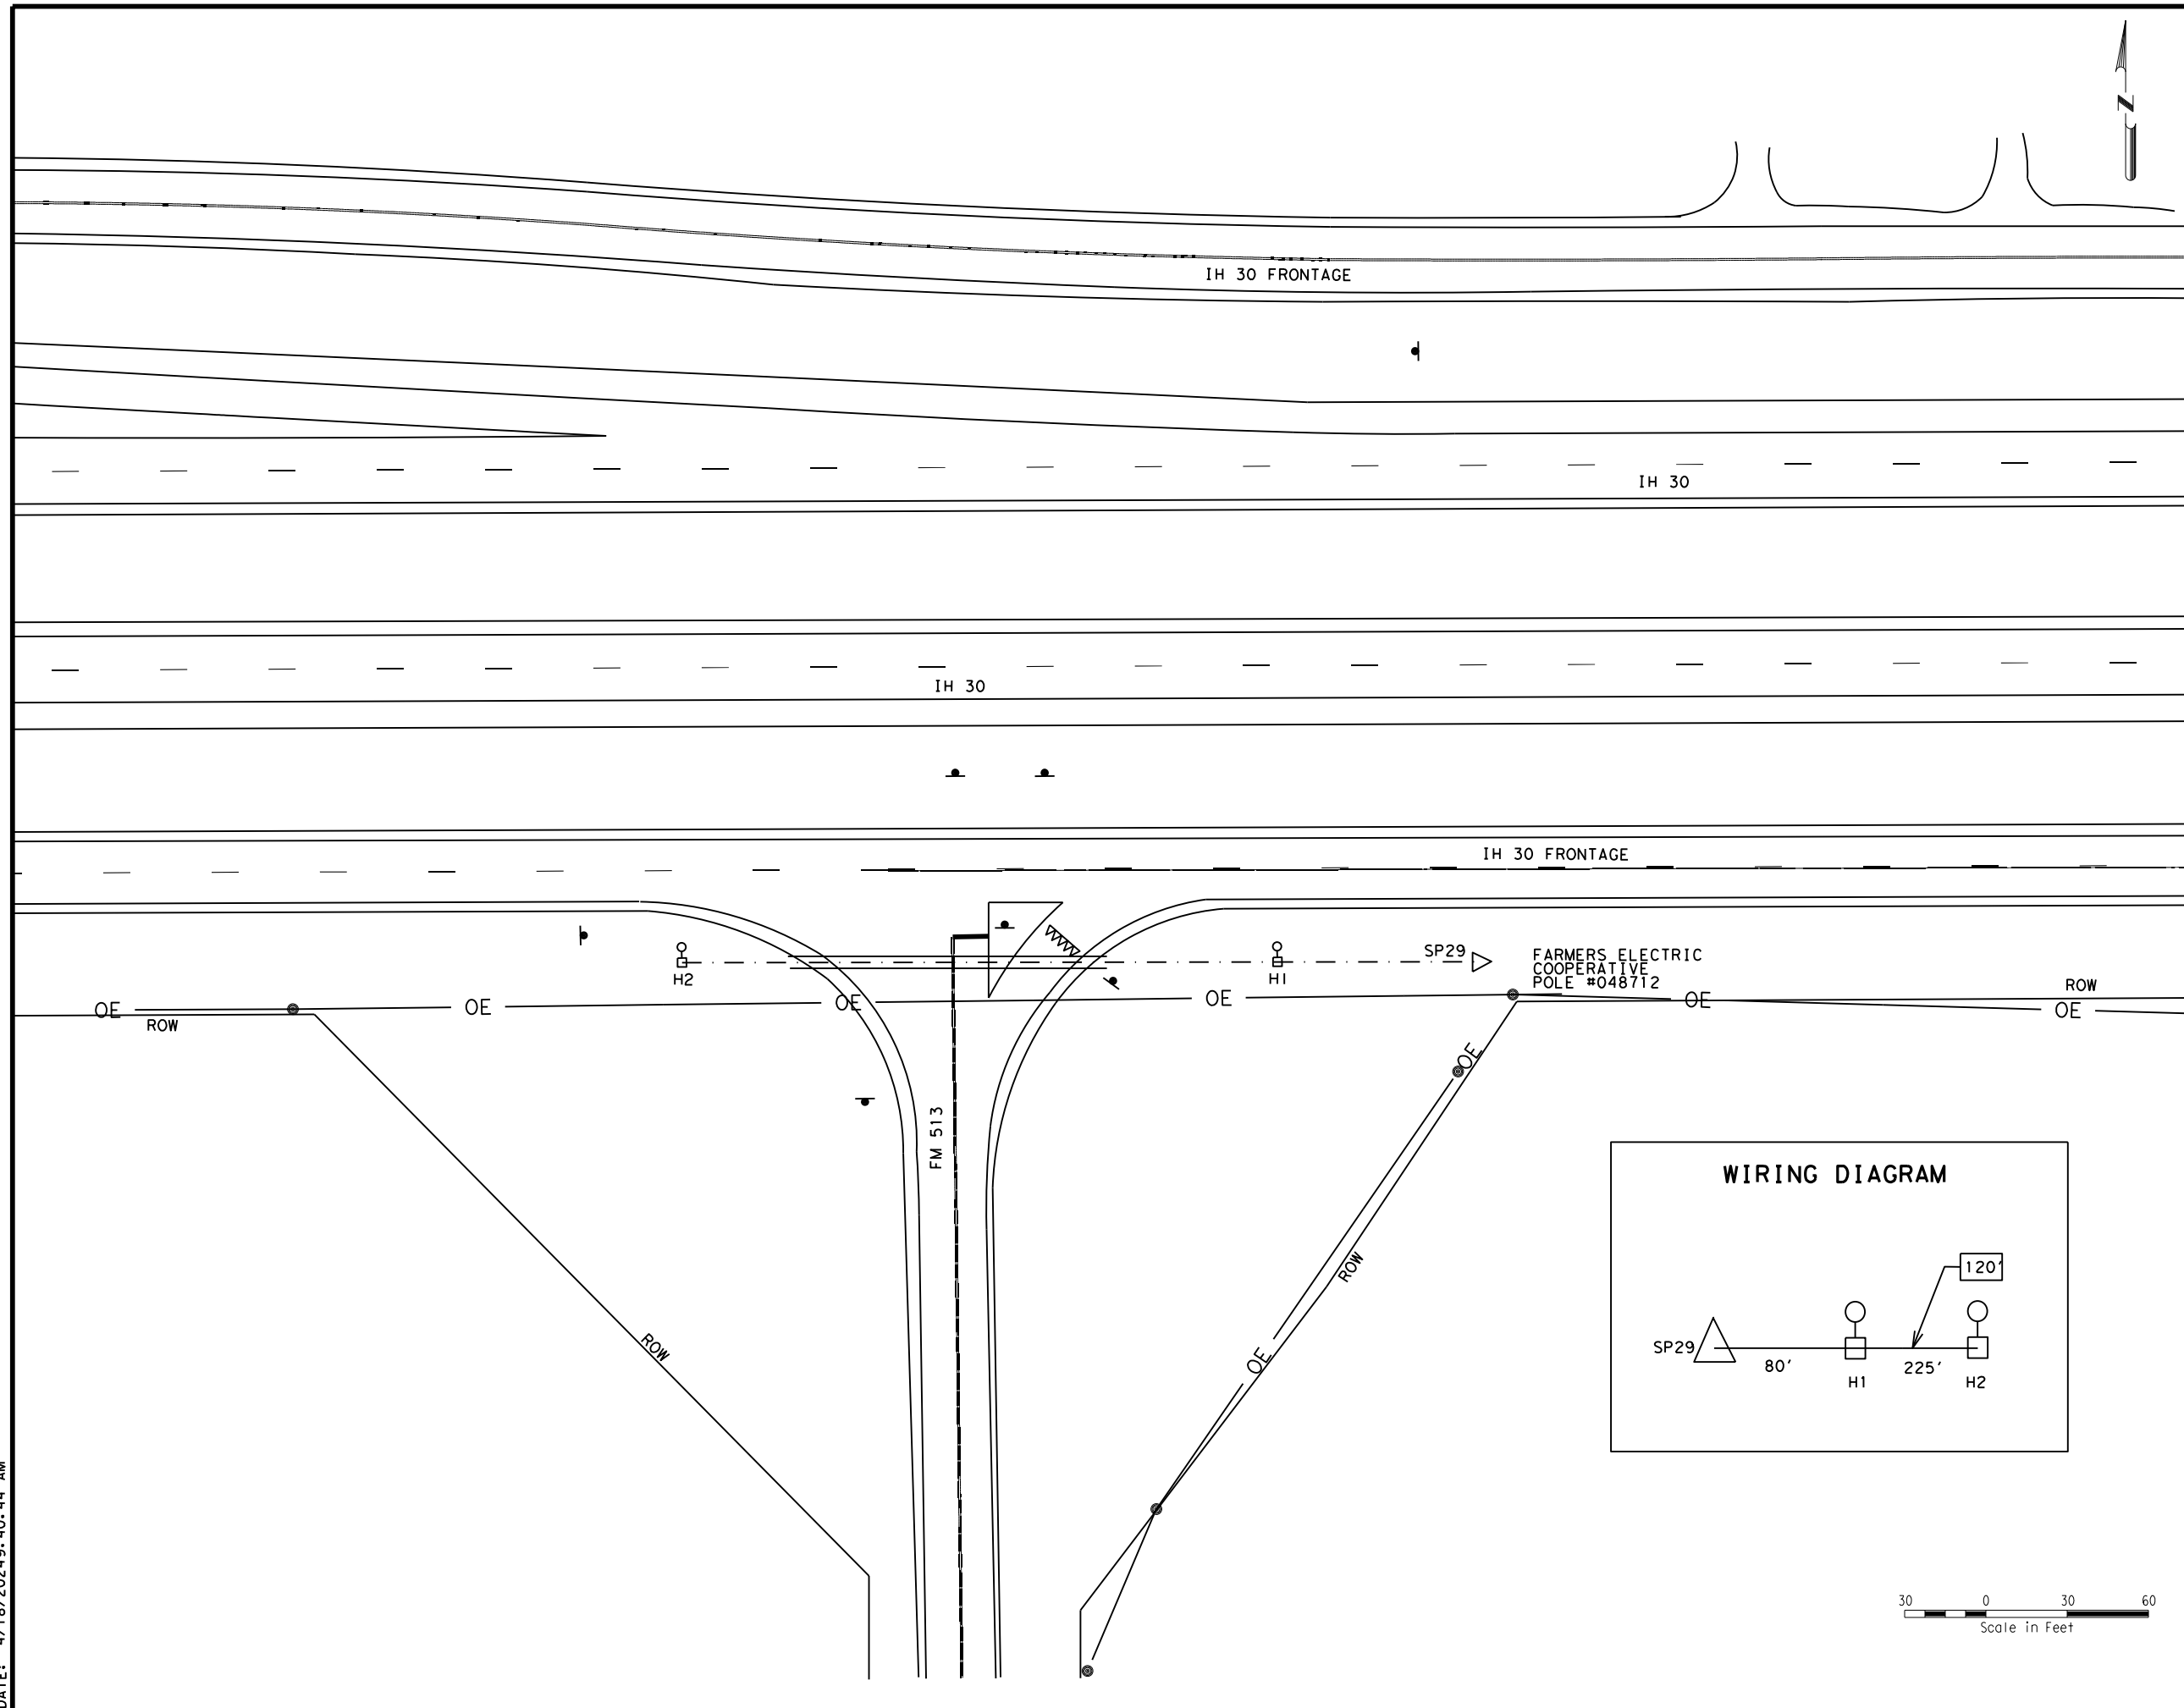 N
IH 30 FRONTAGE
IH 30
IH 30
IH 30 FRONTAGE
SP29
FARMERS ELECTRIC
COOPERATIVE
POLE #048712
H2
H1
ROW
OE
OE
OE
OE
OE
OE
ROW
OE
FM 513
WIRING DIAGRAM
120'
ROW
ROW
OE
SP29
80'
225'
H1
H2
30 0 30 60
Scale in Feet